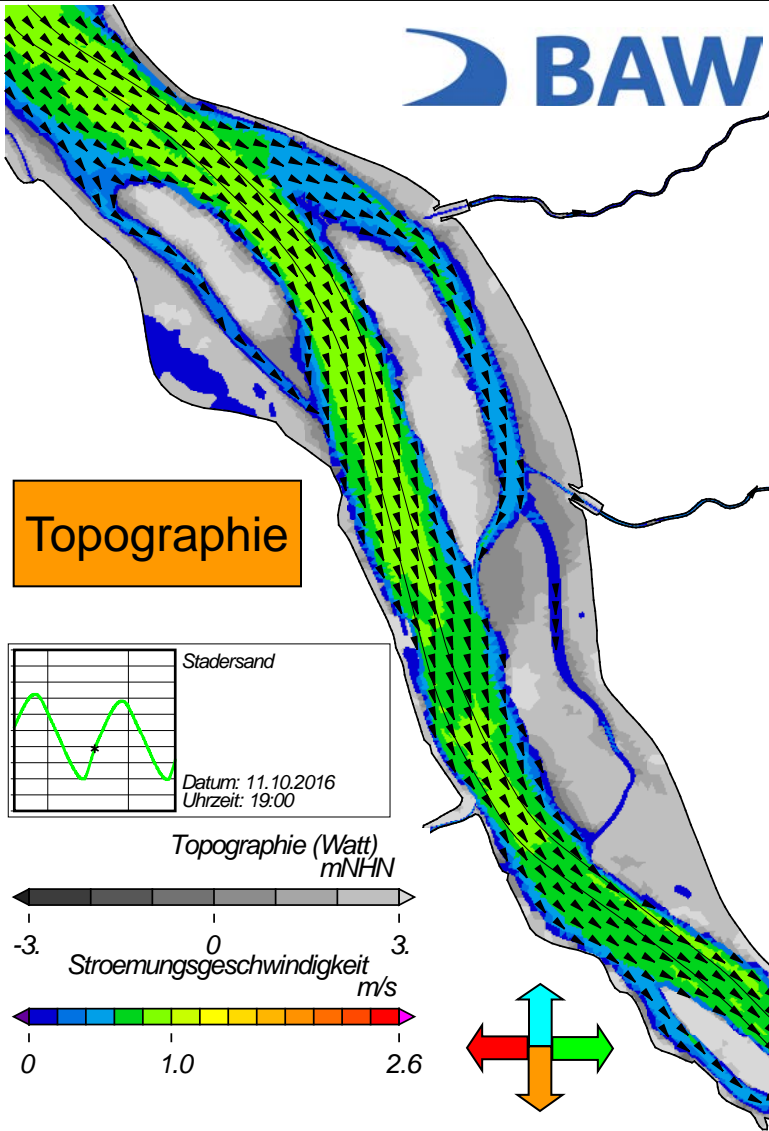 BAW
Topographie
Stadersand
Datum: 11.10.2016
Uhrzeit: 19:00
Topographie (Watt)
mNHN
-3. 0 3.
Stroemungsgeschwindigkeit
m/s
0 1.0 2.6